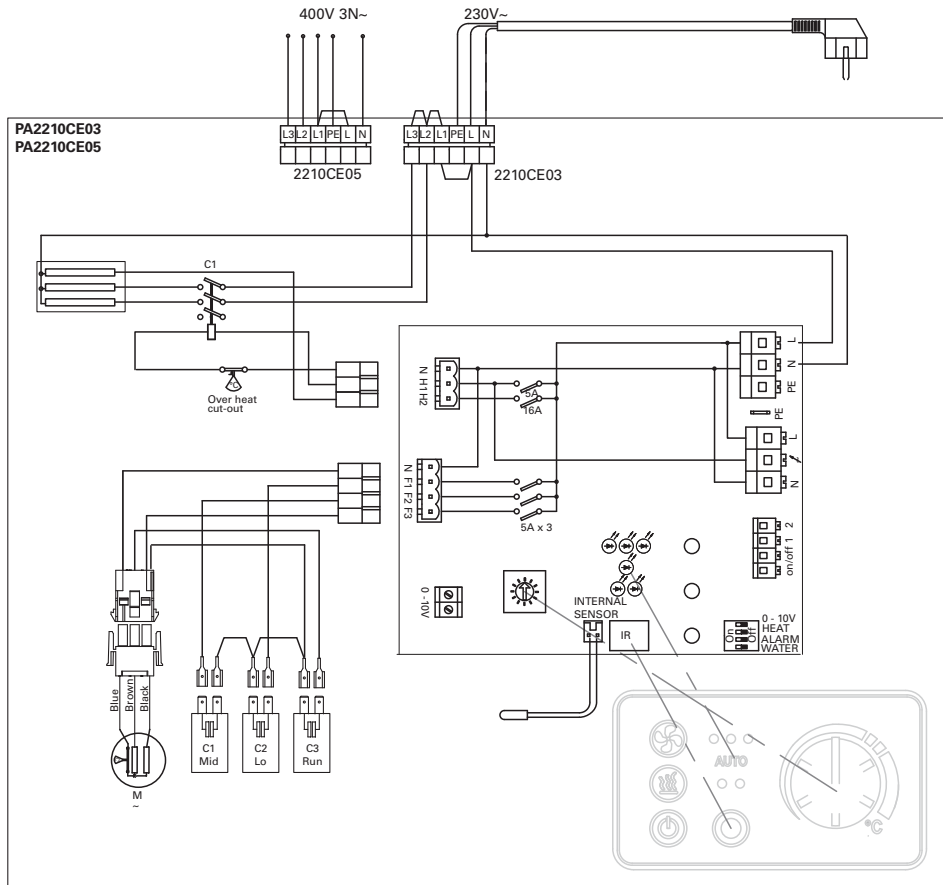 400V 3N~
230V~
PA2210CE03
PA2210CE05
L3 L2 L1 PE L N
L3 L2 L1 PE L N
2210CE05
2210CE03
C1
°C
Over heat
cut-out
N H1 H2
5A
16A
L
N
PE
PE
L
N
N F1 F2 F3
5A x 3
on/off 1 2
0 - 10V
INTERNAL
SENSOR
IR
On
Off
0 - 10V
HEAT
ALARM
WATER
Blue
Brown
Black
M
~
C1
Mid
C2
Lo
C3
Run
AUTO
°C